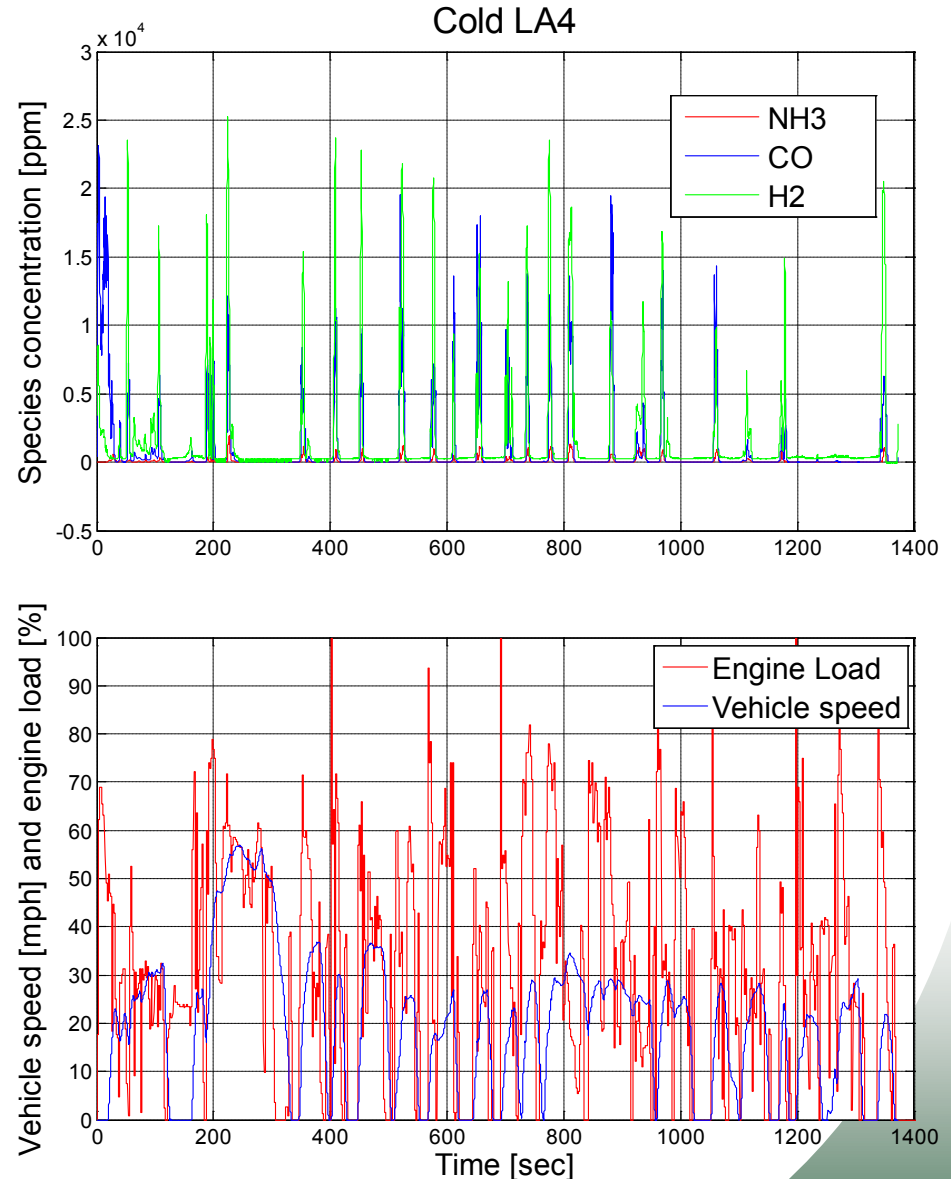 Cold LA4
x 10⁴
3
2.5
2
1.5
1
0.5
0
-0.5
Species concentration [ppm]
NH3
CO
H2
0 200 400 600 800 1000 1200 1400
100
90
80
70
60
50
40
30
20
10
0
Vehicle speed [mph] and engine load [%]
Engine Load
Vehicle speed
0 200 400 600 800 1000 1200 1400
Time [sec]